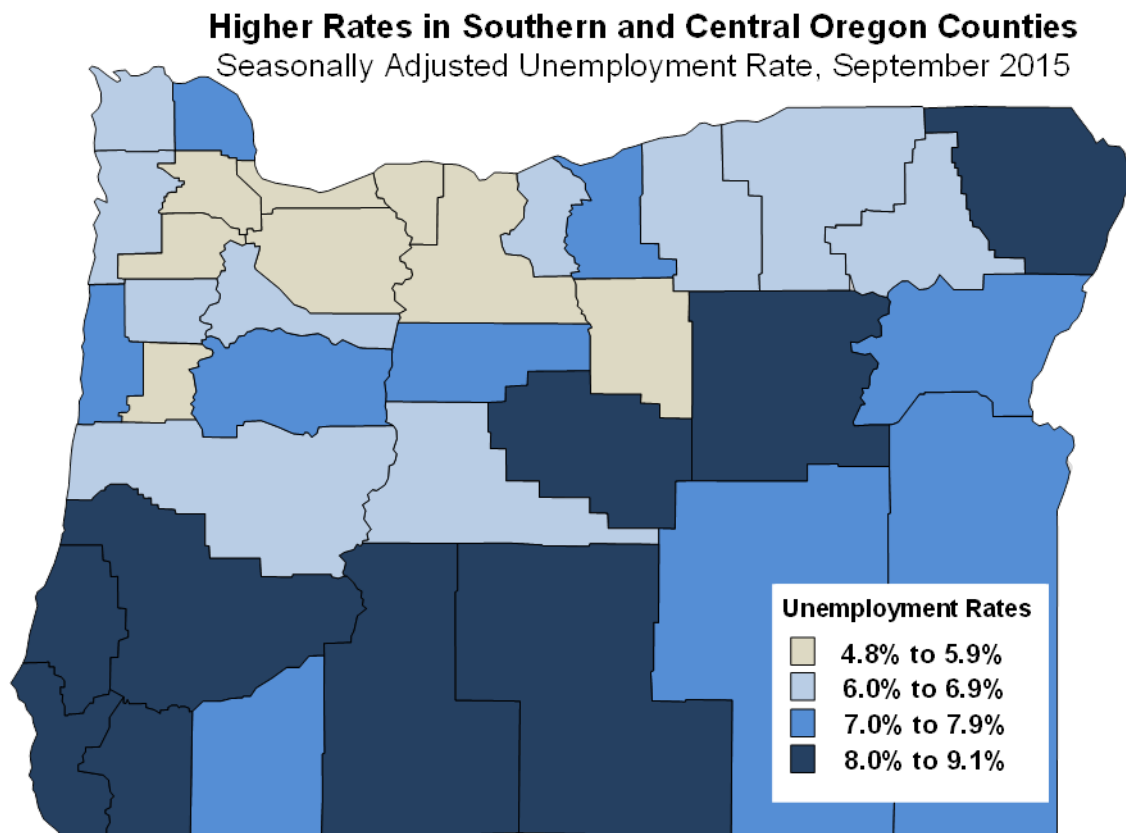 Higher Rates in Southern and Central Oregon Counties
Seasonally Adjusted Unemployment Rate, September 2015
Unemployment Rates
4.8% to 5.9%
6.0% to 6.9%
7.0% to 7.9%
8.0% to 9.1%